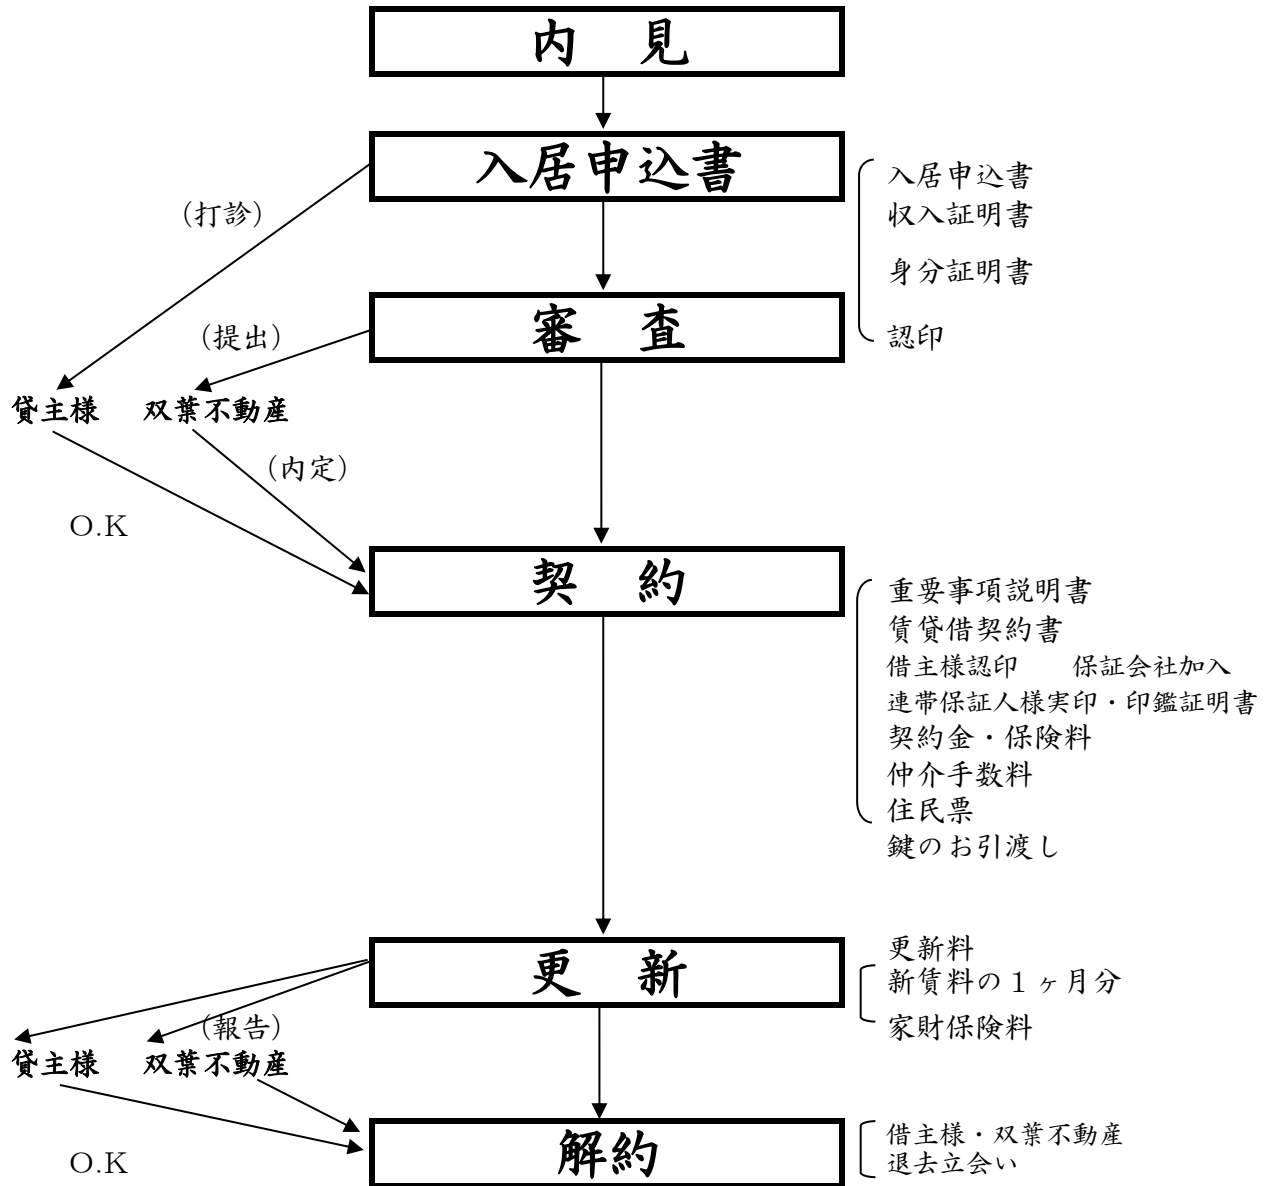 内 見
入居申込書
入居申込書
収入証明書
身分証明書
認印
(打診)
審 査
(提出)
貸主様 双葉不動産
(内定)
O.K
契 約
重要事項説明書
賃貸借契約書
借主様認印 保証会社加入
連帯保証人様実印・印鑑証明書
契約金・保険料
仲介手数料
住民票
鍵のお引渡し
更 新
更新料
新賃料の1ヶ月分
家財保険料
(報告)
貸主様 双葉不動産
O.K
解約
借主様・双葉不動産
退去立会い